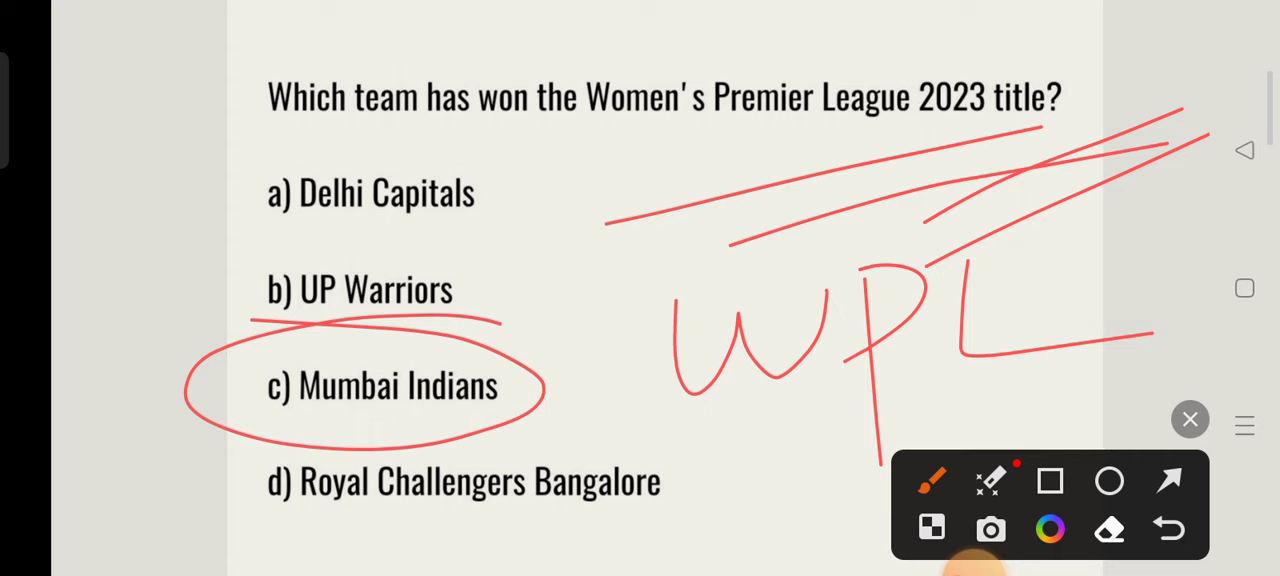 Which team has won the Women's Premier League 2023 title?
a) Delhi Capitals
b) UP Warriors
WPL
c) Mumbai Indians
d) Royal Challengers Bangalore